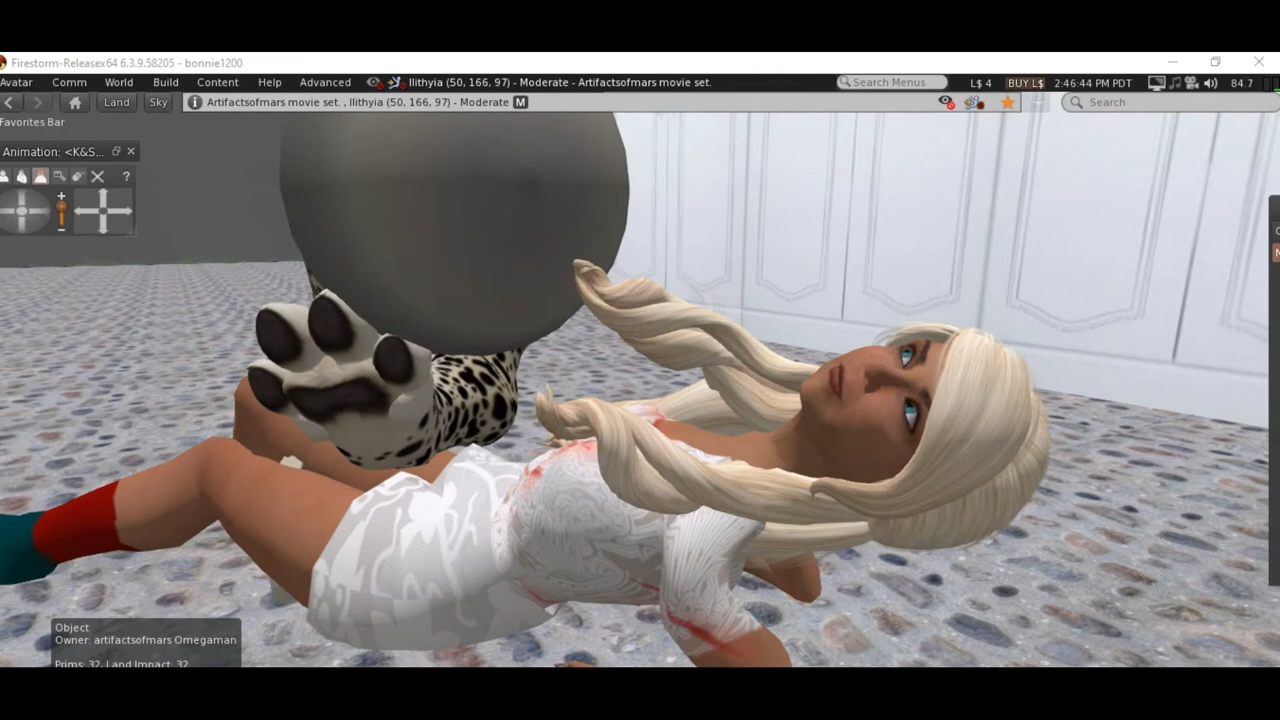 Firestorm-Releasex64 6.3.9.58205 - bonnie1200
Avatar Comm World Build Content Help Advanced Ilithyia (50, 166, 97) - Moderate - Artifactsofmars movie set. Search Menus L$ 4 BUY L$ 2:46:44 PM PDT 84.7
Land Sky Artifactsofmars movie set. , Ilithyia (50, 166, 97) - Moderate M Search
Favorites Bar
Animation: <K&S...
?
Object
Owner: artifactsofmars Omegaman
Prims: 32, Land Impact: 32